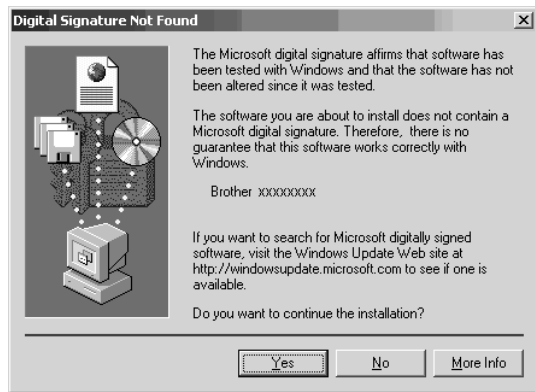 Digital Signature Not Found
The Microsoft digital signature affirms that software has
been tested with Windows and that the software has not
been altered since it was tested.
The software you are about to install does not contain a
Microsoft digital signature. Therefore, there is no
guarantee that this software works correctly with
Windows.
Brother xxxxxxxx
If you want to search for Microsoft digitally signed
software, visit the Windows Update Web site at
http://windowsupdate.microsoft.com to see if one is
available.
Do you want to continue the installation?
Yes No More Info